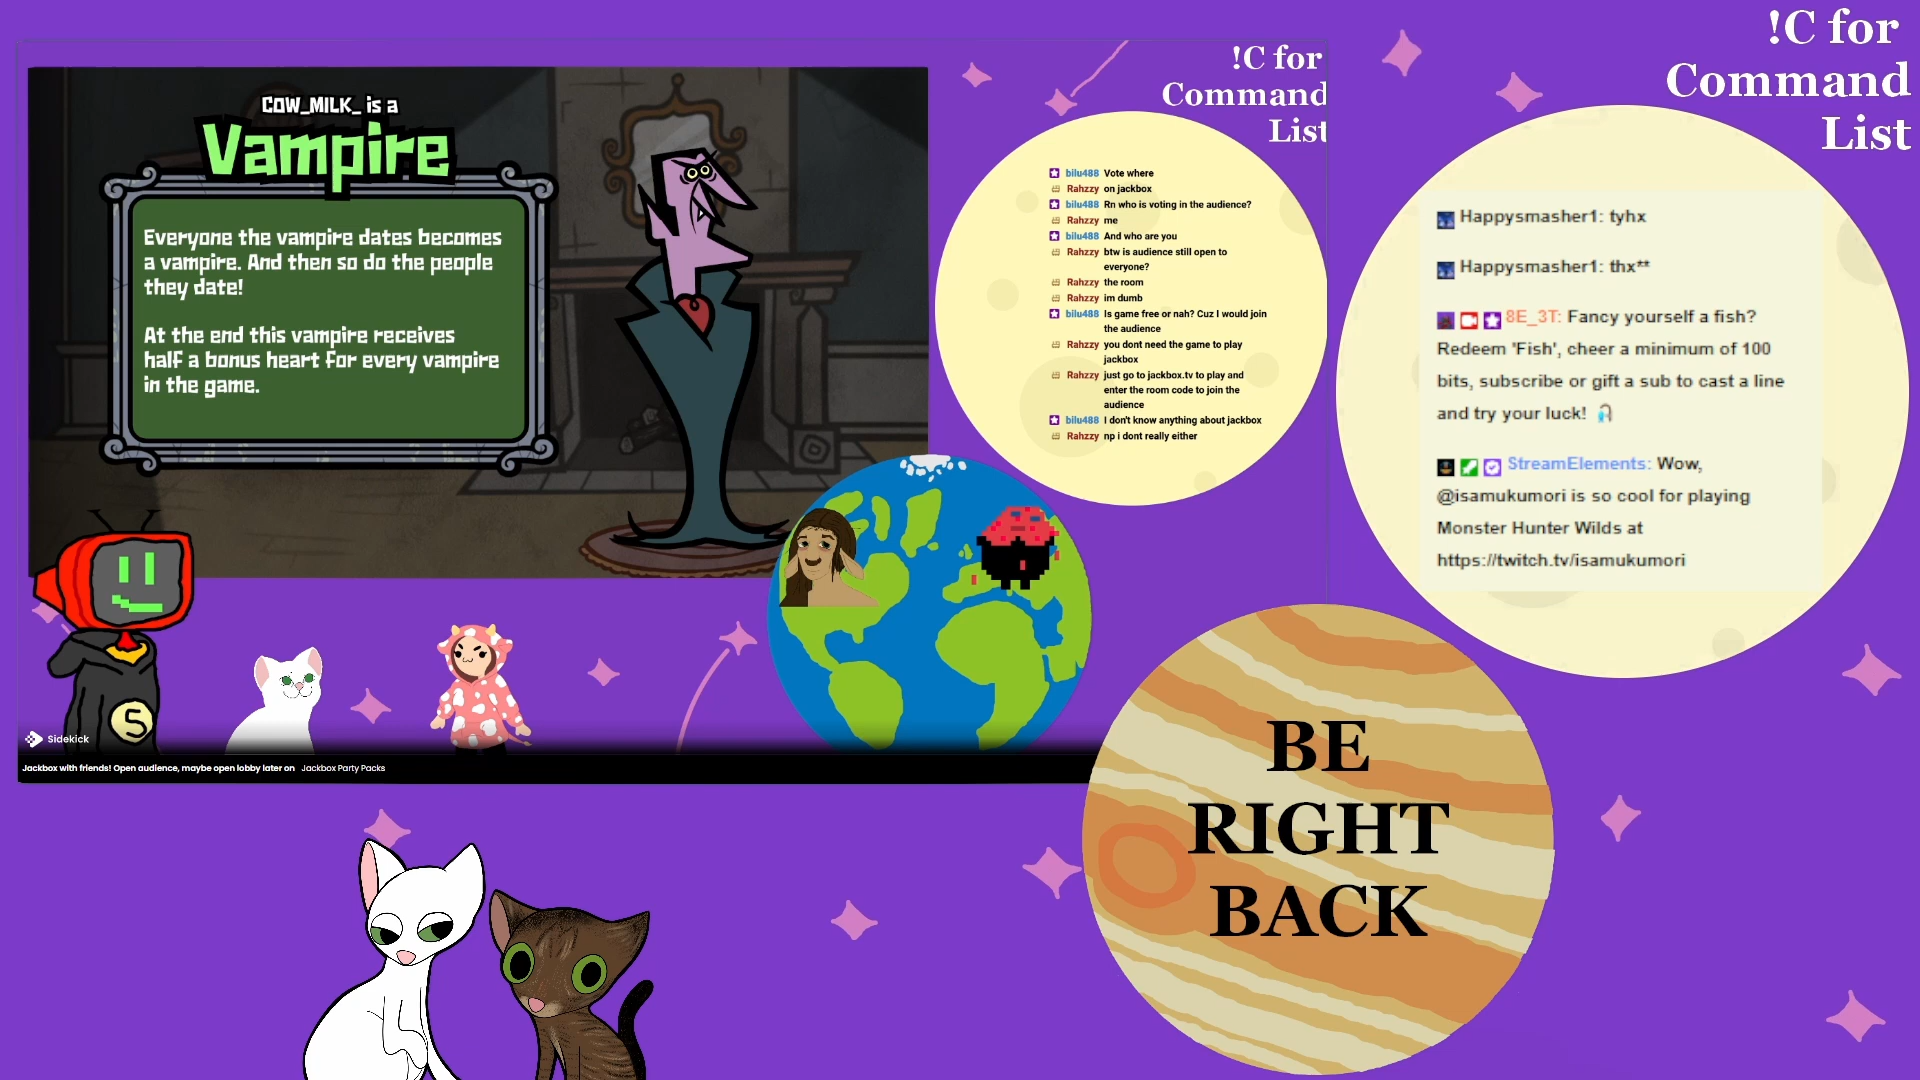 COW_MILK_ is a
Vampire
Everyone the vampire dates becomes
a vampire. And then so do the people
they date!
At the end this vampire receives
half a bonus heart for every vampire
in the game.
!C for
Command
List
bilu488 Vote where
Rahzzy on jackbox
bilu488 Rn who is voting in the audience?
Rahzzy me
bilu488 And who are you
Rahzzy btw is audience still open to
everyone?
Rahzzy the room
Rahzzy im dumb
bilu488 Is game free or nah? Cuz I would join
the audience
Rahzzy you dont need the game to play
jackbox
Rahzzy just go to jackbox.tv to play and
enter the room code to join the
audience
bilu488 I don't know anything about jackbox
Rahzzy np i dont really either
!C for
Command
List
Happysmasher1: tyhx
Happysmasher1: thx**
8E_3T: Fancy yourself a fish?
Redeem 'Fish', cheer a minimum of 100
bits, subscribe or gift a sub to cast a line
and try your luck!
StreamElements: Wow,
@isamukumori is so cool for playing
Monster Hunter Wilds at
https://twitch.tv/isamukumori
S
Sidekick
Jackbox with friends! Open audience, maybe open lobby later on Jackbox Party Packs
BE
RIGHT
BACK